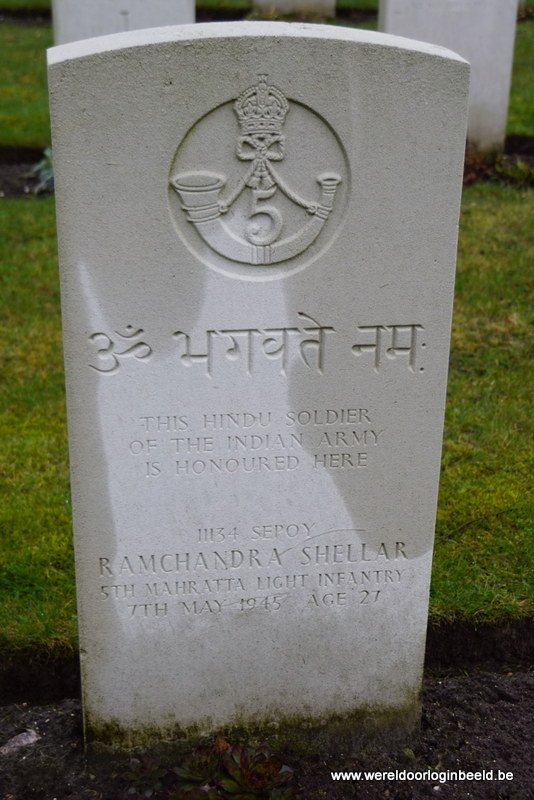 5
ॐ भगवते नमः
THIS HINDU SOLDIER
OF THE INDIAN ARMY
IS HONOURED HERE
11134 SEPOY
RAMCHANDRA SHELLAR
5TH MAHRATTA LIGHT INFANTRY
7TH MAY 1945 AGE 27
www.wereldoorloginbeeld.be